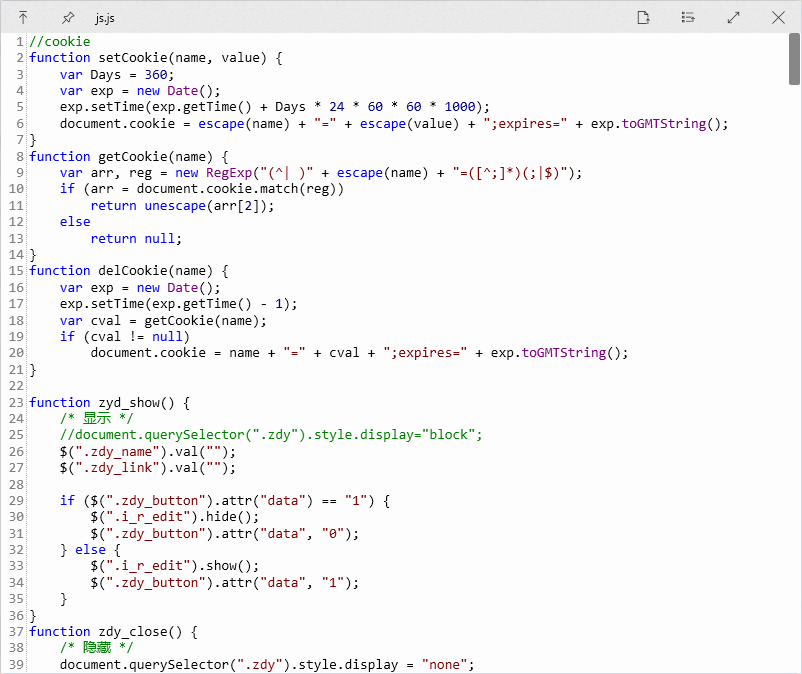 js.js
1 //cookie
2 function setCookie(name, value) {
3     var Days = 360;
4     var exp = new Date();
5     exp.setTime(exp.getTime() + Days * 24 * 60 * 60 * 1000);
6     document.cookie = escape(name) + "=" + escape(value) + ";expires=" + exp.toGMTString();
7 }
8 function getCookie(name) {
9     var arr, reg = new RegExp("(^| )" + escape(name) + "=([^;]*)(;|$)");
10     if (arr = document.cookie.match(reg))
11         return unescape(arr[2]);
12     else
13         return null;
14 }
15 function delCookie(name) {
16     var exp = new Date();
17     exp.setTime(exp.getTime() - 1);
18     var cval = getCookie(name);
19     if (cval != null)
20         document.cookie = name + "=" + cval + ";expires=" + exp.toGMTString();
21 }
22
23 function zyd_show() {
24     /* 显示 */
25     //document.querySelector(".zdy").style.display="block";
26     $(".zdy_name").val("");
27     $(".zdy_link").val("");
28
29     if ($(".zdy_button").attr("data") == "1") {
30         $(".i_r_edit").hide();
31         $(".zdy_button").attr("data", "0");
32     } else {
33         $(".i_r_edit").show();
34         $(".zdy_button").attr("data", "1");
35     }
36 }
37 function zdy_close() {
38     /* 隐藏 */
39     document.querySelector(".zdy").style.display = "none";